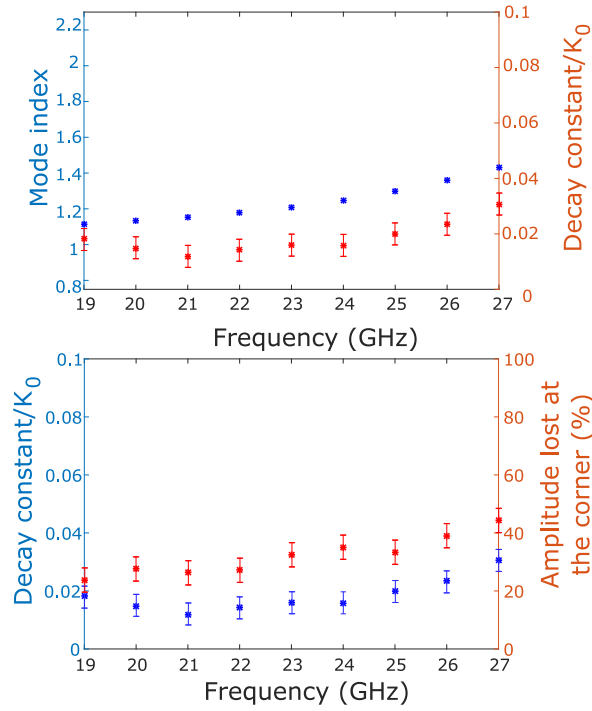 Mode index
2.2
2
1.8
1.6
1.4
1.2
1
0.8
0.1
0.08
0.06
0.04
0.02
0
Decay constant/K0
19 20 21 22 23 24 25 26 27
Frequency (GHz)
Decay constant/K0
0.1
0.08
0.06
0.04
0.02
0
100
80
60
40
20
0
Amplitude lost at
the corner (%)
19 20 21 22 23 24 25 26 27
Frequency (GHz)